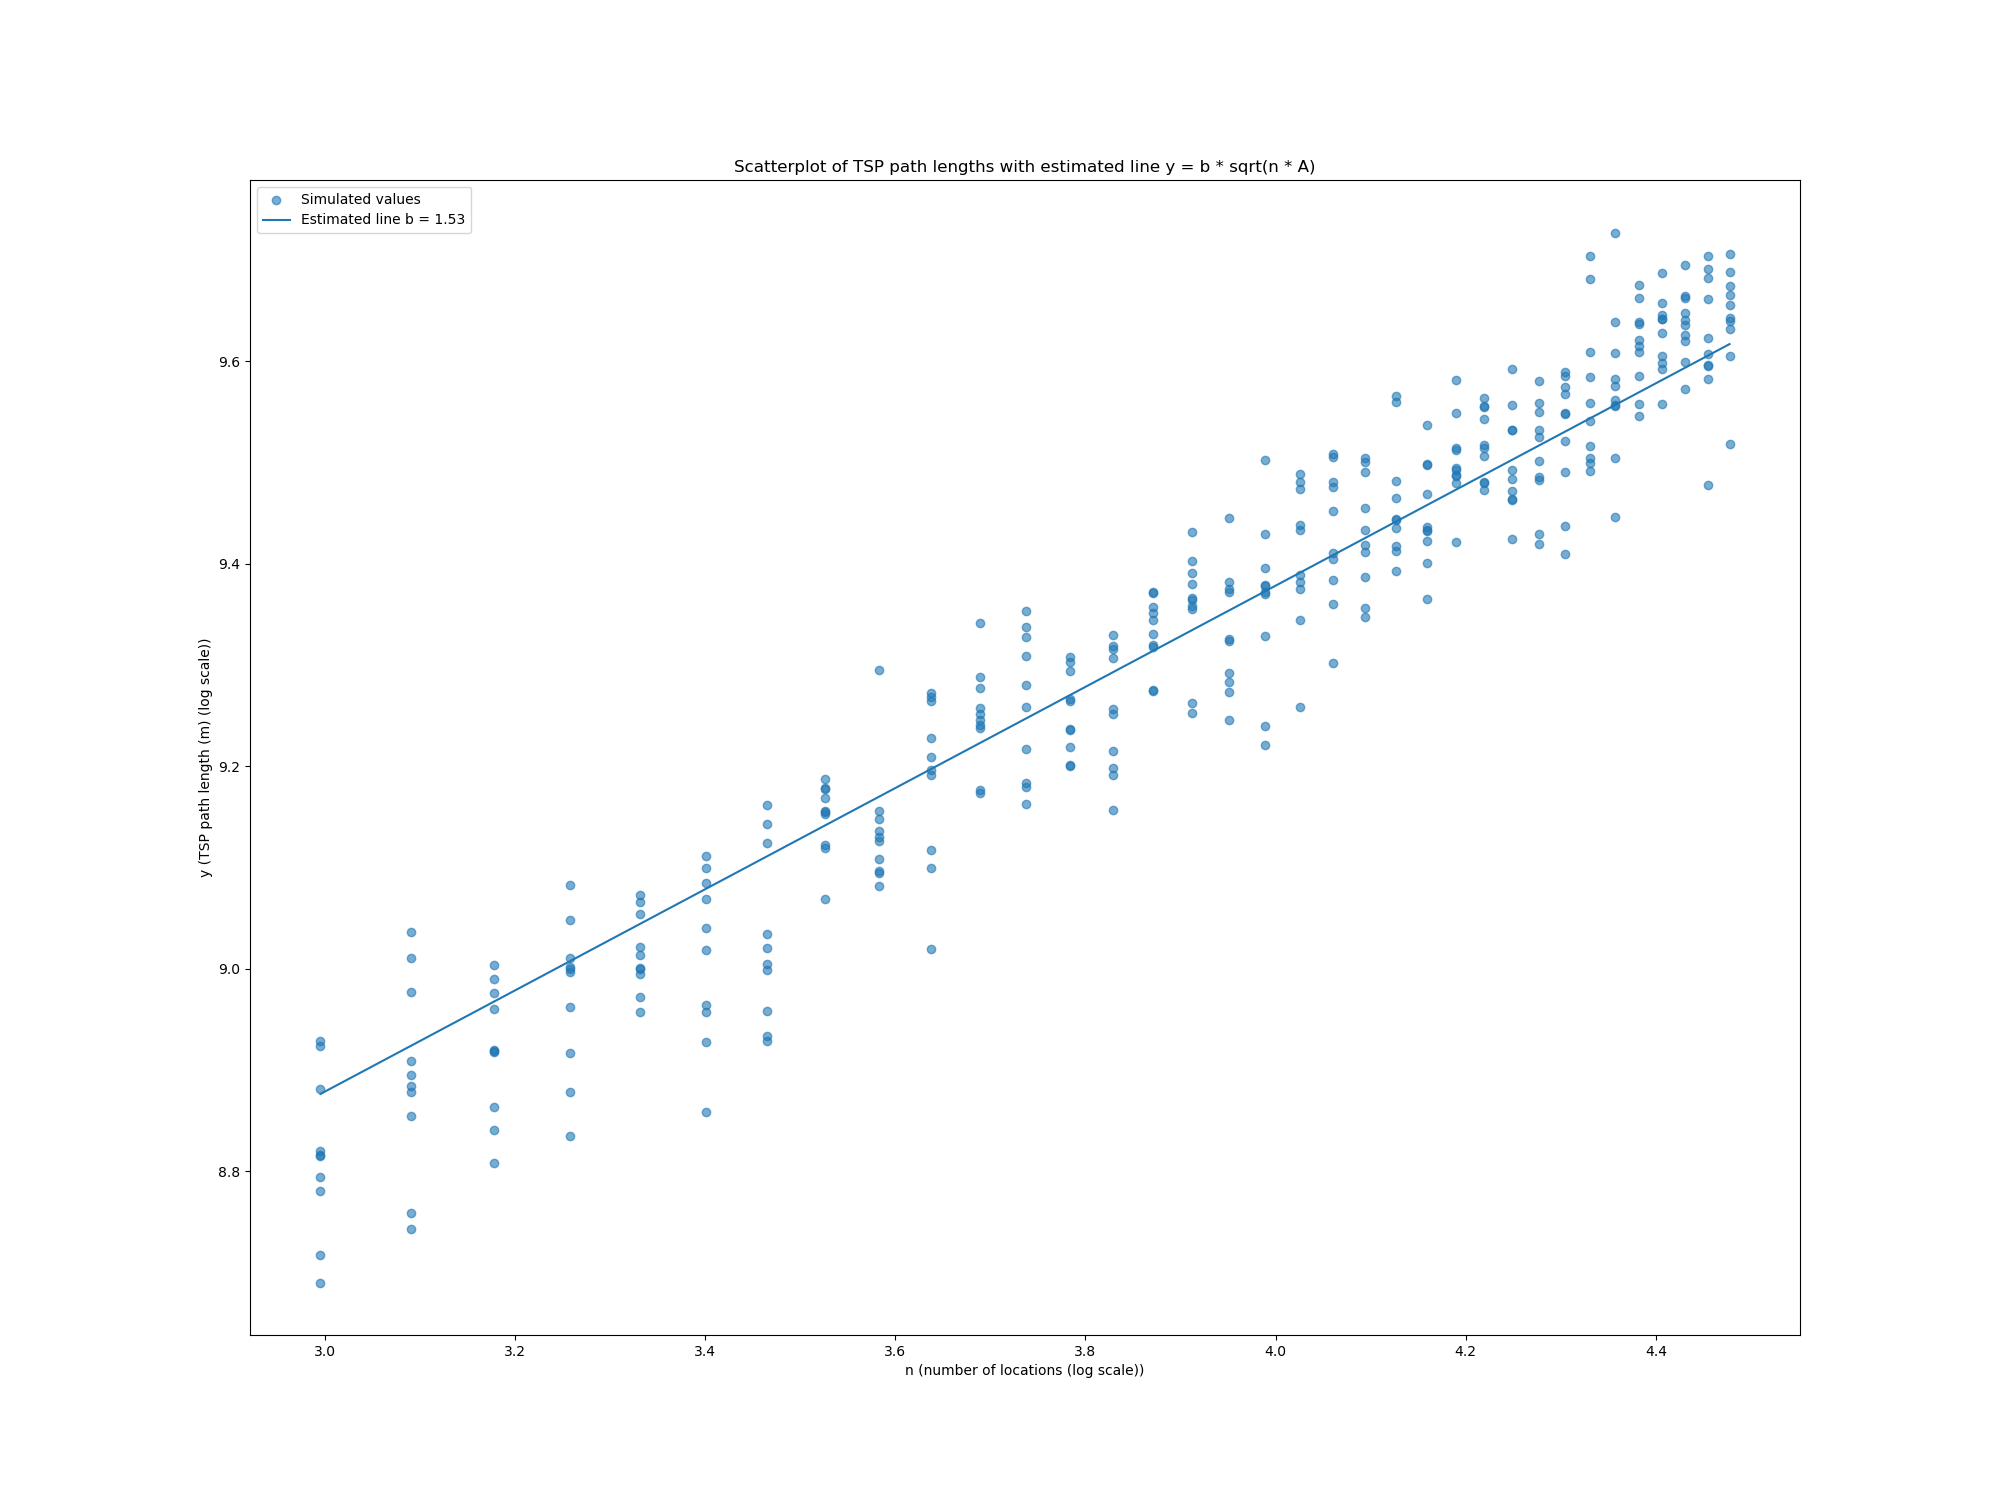 Scatterplot of TSP path lengths with estimated line y = b * sqrt(n * A)
Simulated values
Estimated line b = 1.53
9.6
9.4
9.2
9.0
8.8
y (TSP path length (m) (log scale))
3.0 3.2 3.4 3.6 3.8 4.0 4.2 4.4
n (number of locations (log scale))